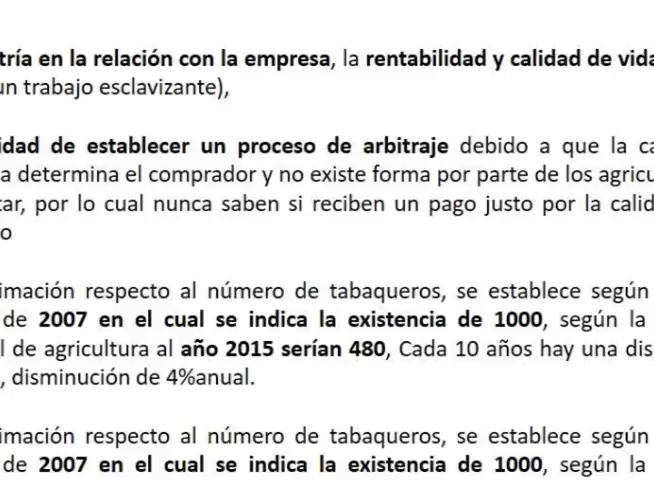 tría en la relación con la empresa, la rentabilidad y calidad de vida
un trabajo esclavizante),
idad de establecer un proceso de arbitraje debido a que la ca
a determina el comprador y no existe forma por parte de los agricu
tar, por lo cual nunca saben si reciben un pago justo por la calid
o
imación respecto al número de tabaqueros, se establece según
de 2007 en el cual se indica la existencia de 1000, según la
l de agricultura al año 2015 serían 480, Cada 10 años hay una dis
, disminución de 4%anual.
imación respecto al número de tabaqueros, se establece según
de 2007 en el cual se indica la existencia de 1000, según la